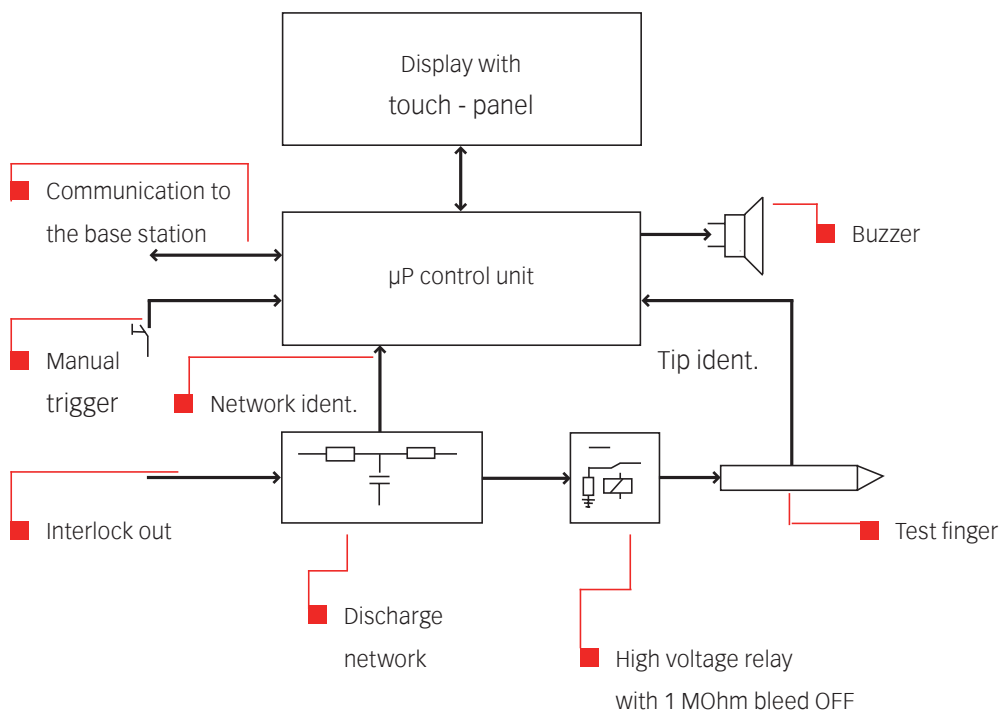 Display with
touch - panel
Communication to
the base station
Buzzer
µP control unit
Manual
trigger
Tip ident.
Network ident.
Interlock out
Test finger
Discharge
network
High voltage relay
with 1 MOhm bleed OFF